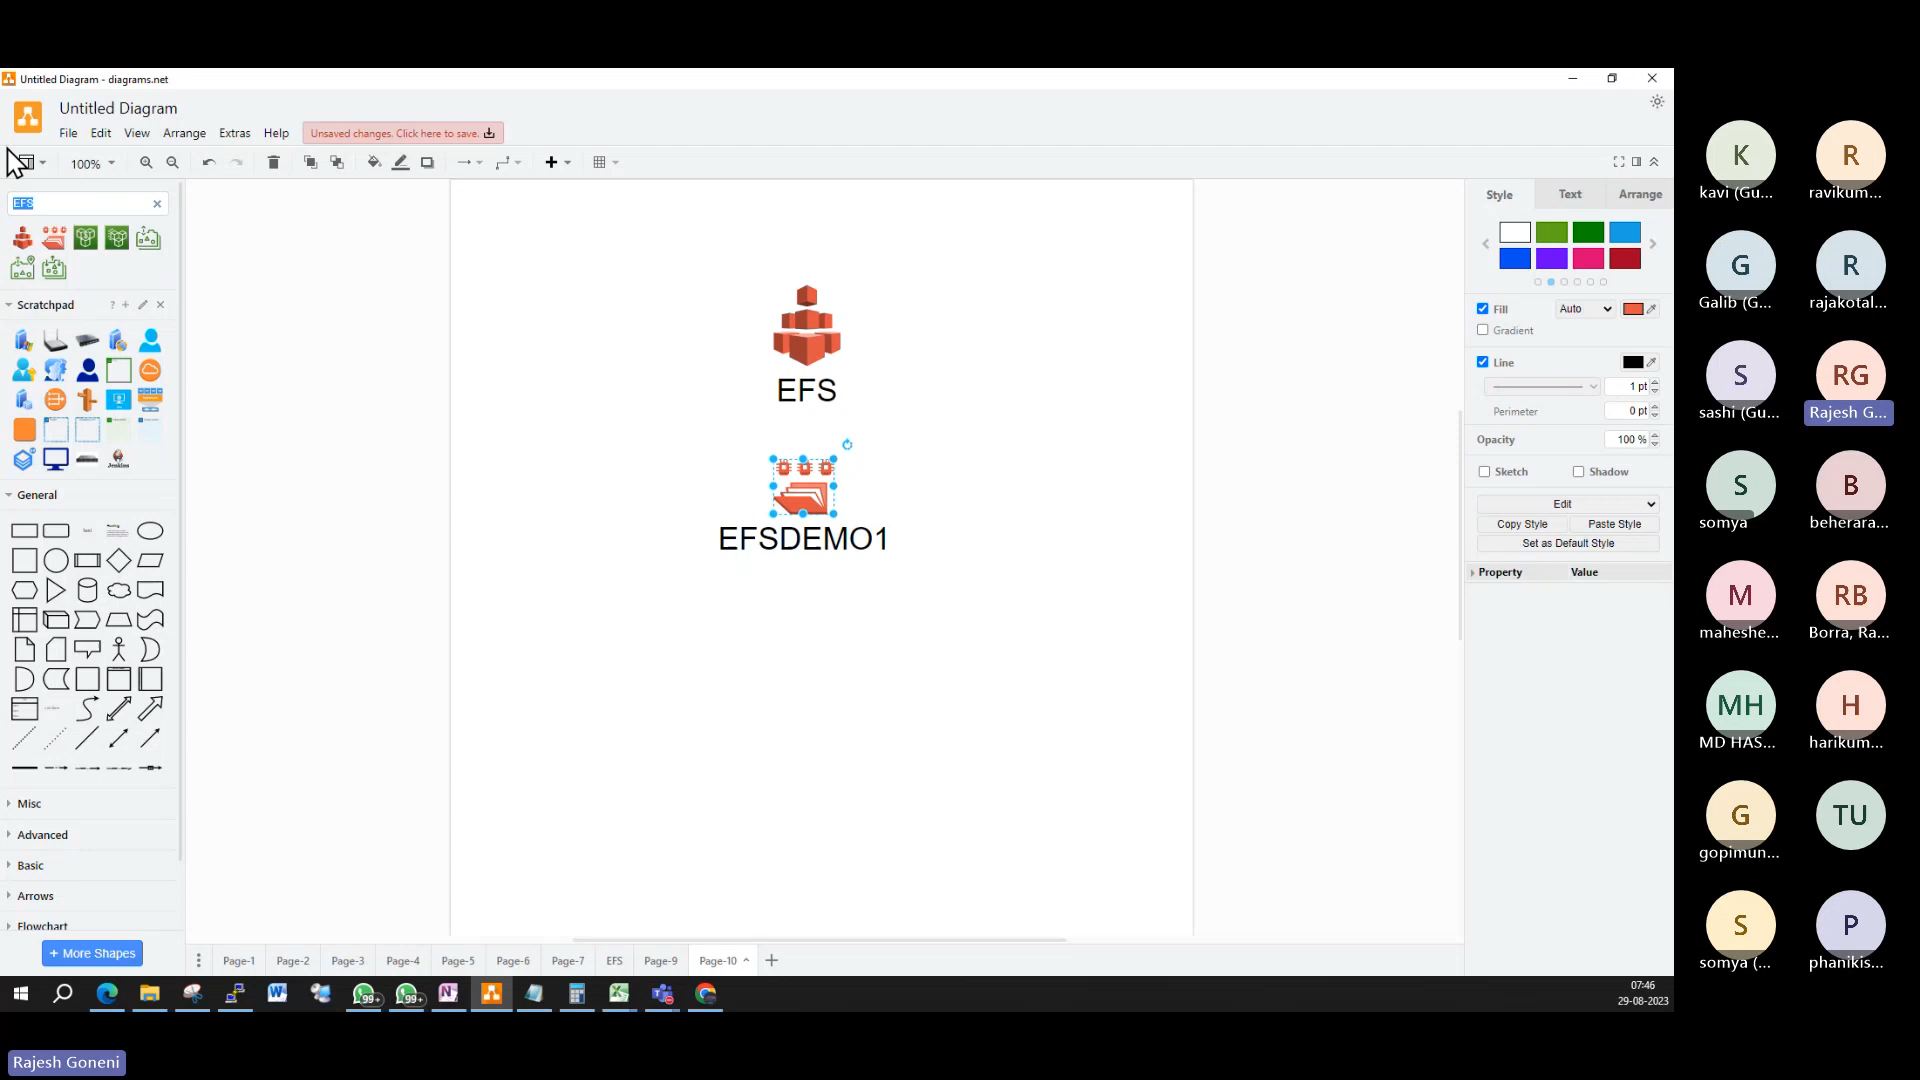 Untitled Diagram - diagrams.net
Untitled Diagram
File Edit View Arrange Extras Help
Unsaved changes. Click here to save.
100%
EFS
Scratchpad
?
General
Misc
Advanced
Basic
Arrows
Flowchart
+ More Shapes
Jenkins
EFS
EFSDEMO1
Style Text Arrange
Fill Auto
Gradient
Line
1 pt
Perimeter 0 pt
Opacity 100 %
Sketch Shadow
Edit
Copy Style Paste Style
Set as Default Style
Property Value
Page-1 Page-2 Page-3 Page-4 Page-5 Page-6 Page-7 EFS Page-9 Page-10
99+ 99+
07:46
29-08-2023
K R
kavi (Gu... ravikum...
G R
Galib (G... rajakotal...
S RG
sashi (Gu... Rajesh G...
S B
somya beherara...
M RB
maheshe... Borra, Ra...
MH H
MD HAS... harikum...
G TU
gopimun...
S P
somya (... phanikis...
Rajesh Goneni